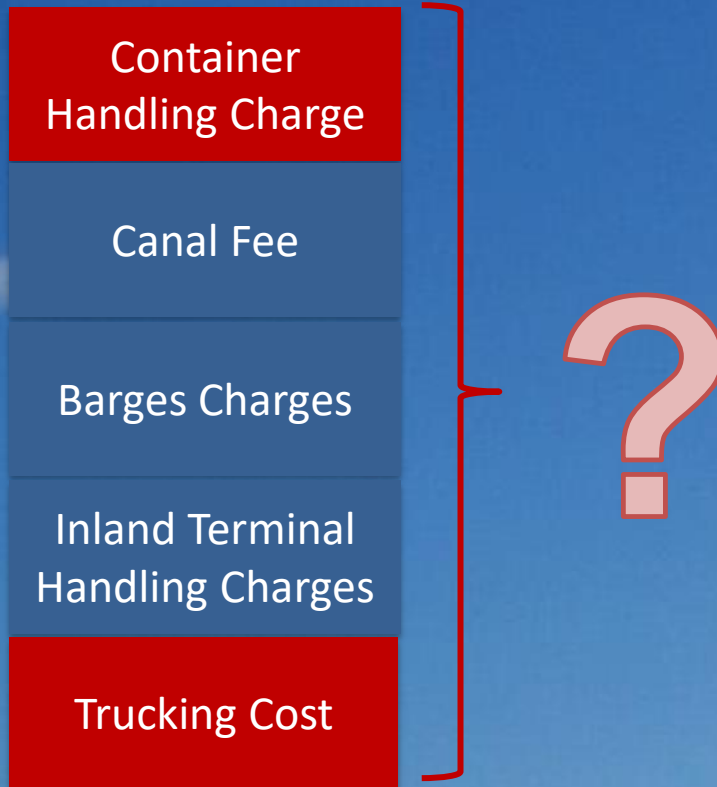 Container
Handling Charge
Canal Fee
Barges Charges
Inland Terminal
Handling Charges
Trucking Cost
?